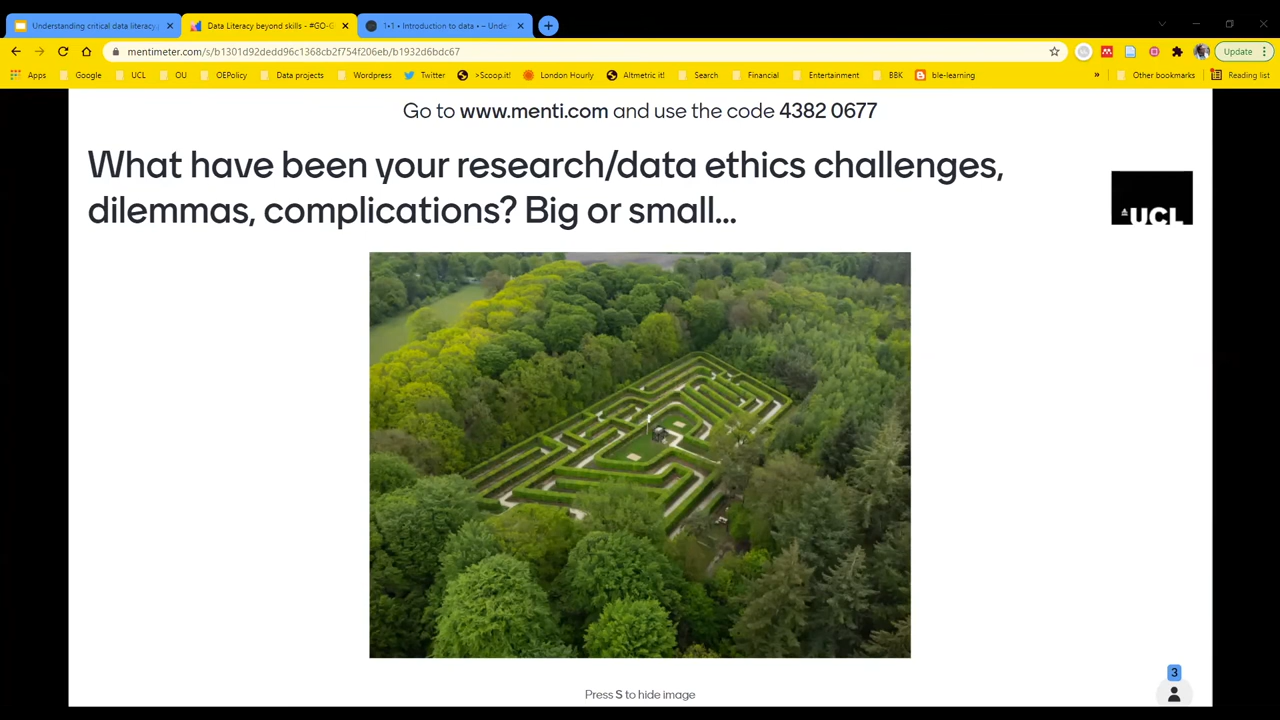 Understanding critical data literacy
Data Literacy beyond skills - #GO-G
1•1 • Introduction to data • – Unde
mentimeter.com/s/b1301d92dedd96c1368cb2f754f206eb/b1932d6bdc67
Update
Apps Google UCL OU OEPolicy Data projects Wordpress Twitter >Scoop.it! London Hourly Altmetric it! Search Financial Entertainment BBK ble-learning » Other bookmarks Reading list
Go to www.menti.com and use the code 4382 0677
What have been your research/data ethics challenges,
dilemmas, complications? Big or small...
UCL
Press S to hide image
3